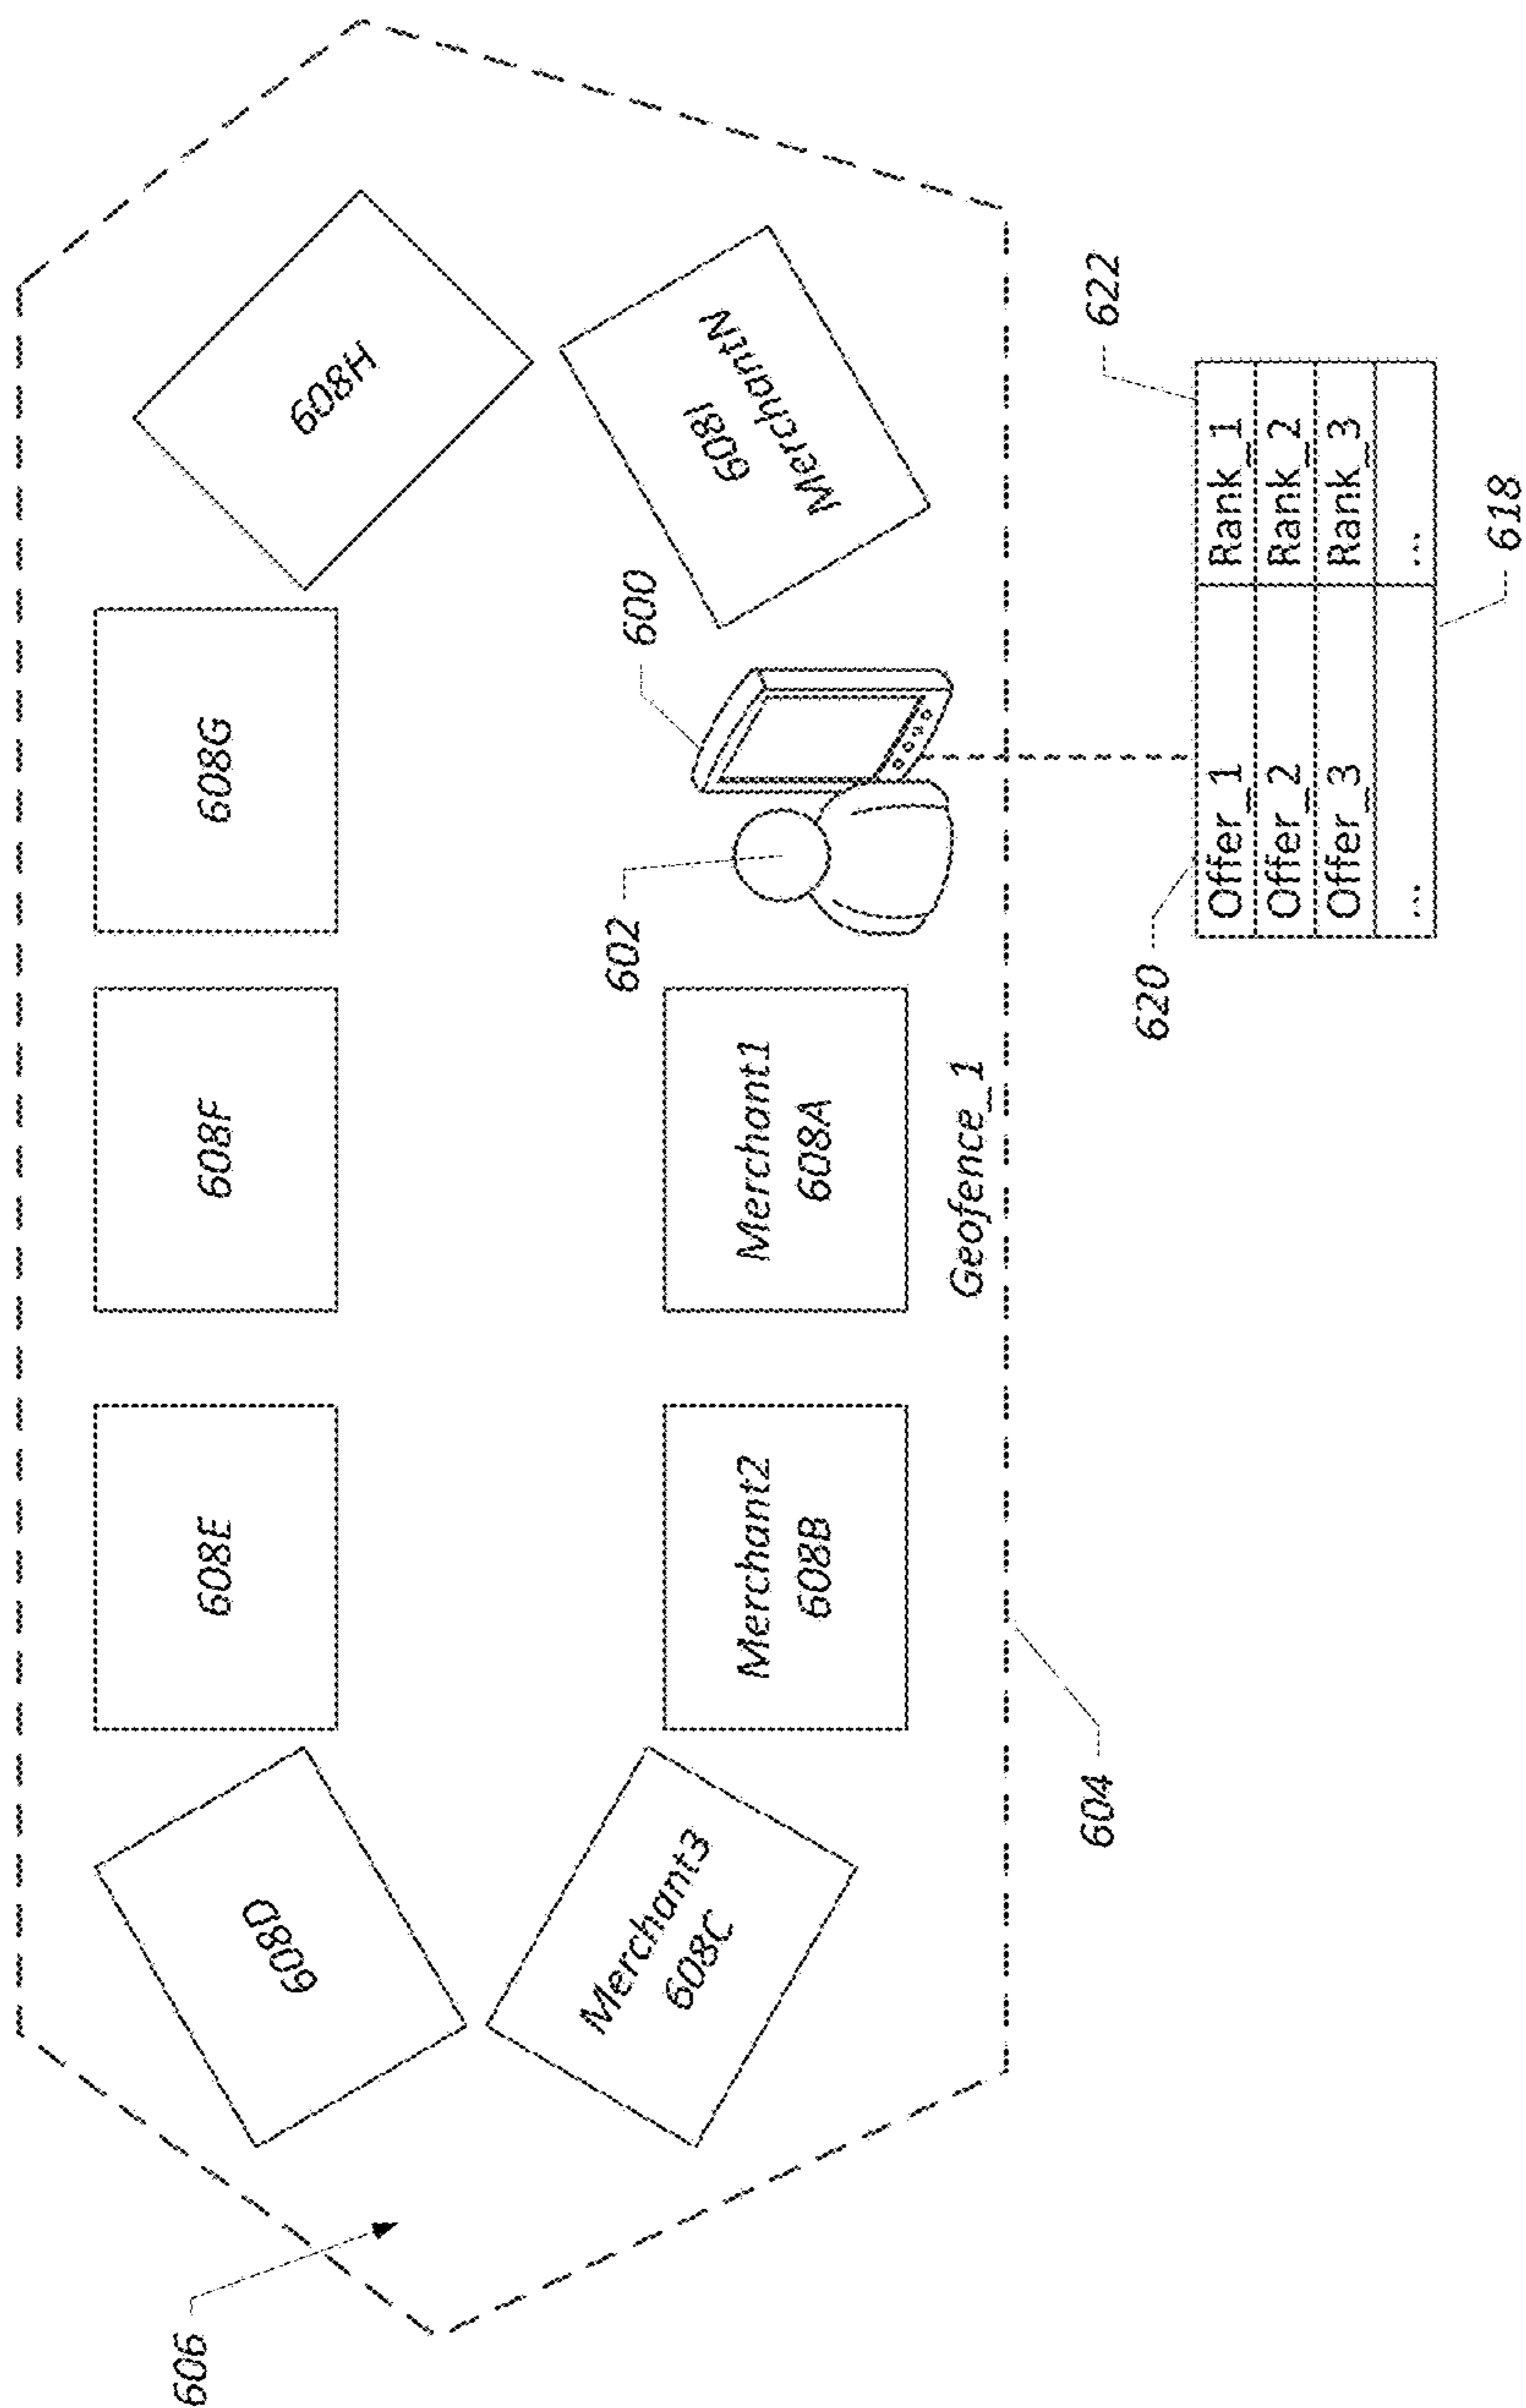 606
608D
608E
608F
608G
608H
Merchant3
608C
Merchant2
608B
Merchant1
608A
602
600
608I
MerchantN
Geofence_1
604
620
622
Offer_1 Rank_1
Offer_2 Rank_2
Offer_3 Rank_3
... ...
618